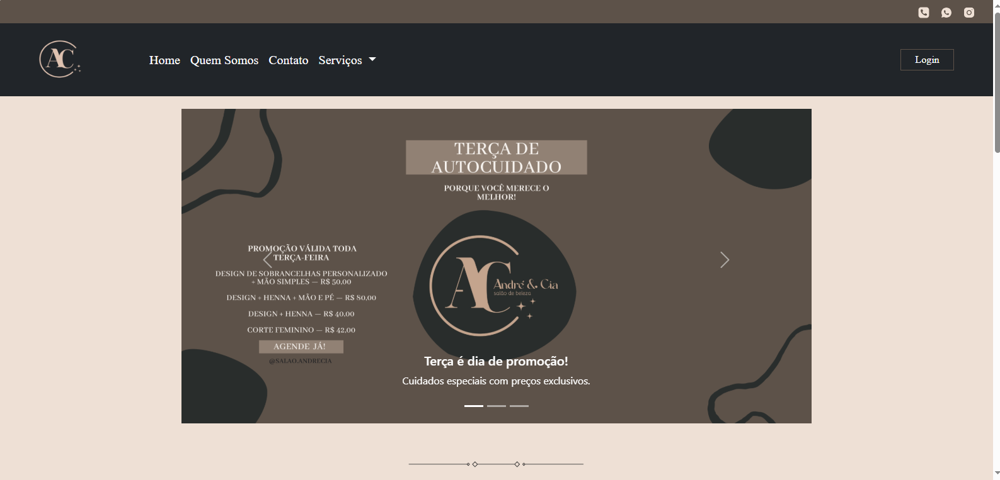 AC
Home
Quem Somos
Contato
Serviços
Login
TERÇA DE
AUTOCUIDADO
PORQUE VOCÊ MERECE O
MELHOR!
PROMOÇÃO VÁLIDA TODA
TERÇA-FEIRA
DESIGN DE SOBRANCELHAS PERSONALIZADO
+ MÃO SIMPLES — R$ 50,00
DESIGN + HENNA + MÃO E PÉ — R$ 80,00
DESIGN + HENNA — R$ 40,00
CORTE FEMININO — R$ 42,00
AGENDE JÁ!
@SALAO.ANDRECIA
AC
André & Cia
salão de beleza
Terça é dia de promoção!
Cuidados especiais com preços exclusivos.